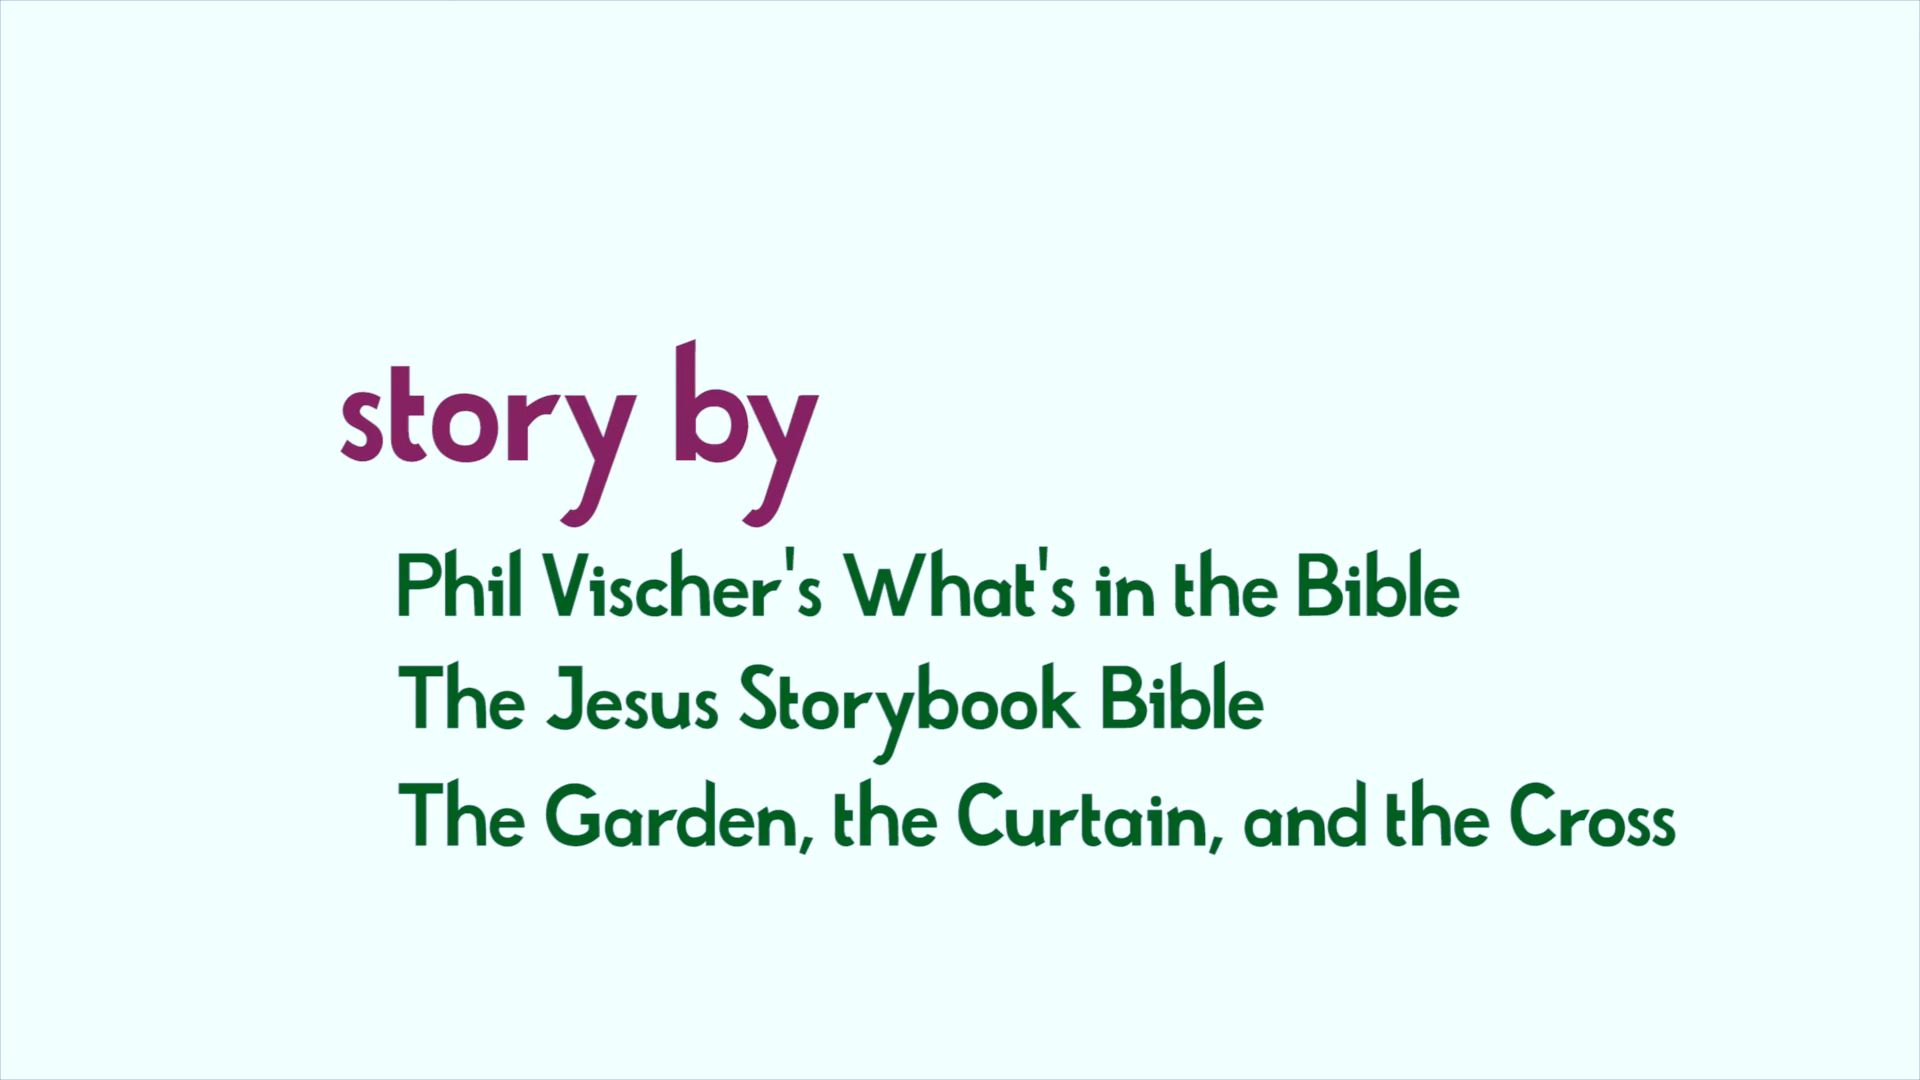 story by
Phil Vischer's What's in the Bible
The Jesus Storybook Bible
The Garden, the Curtain, and the Cross